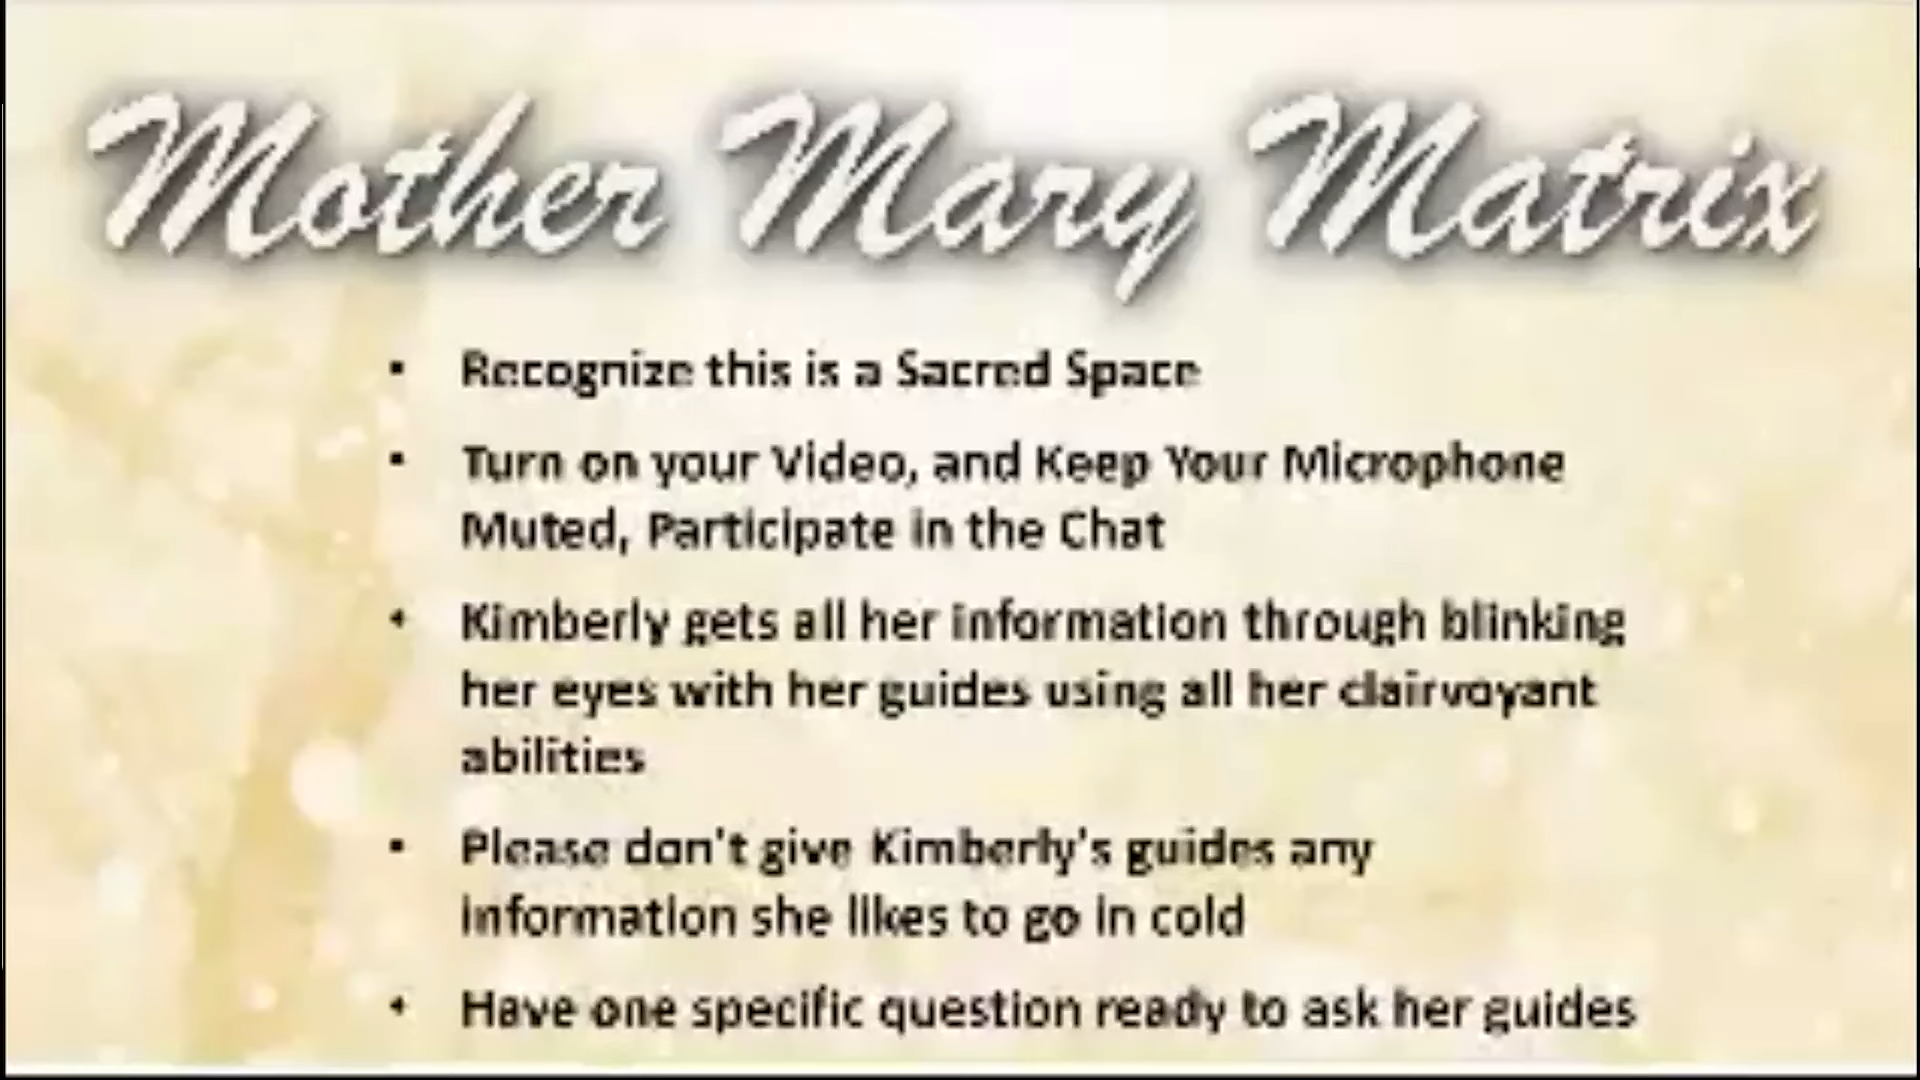 Mother Mary Matrix
• Recognize this is a Sacred Space
• Turn on your Video, and Keep Your Microphone
Muted, Participate in the Chat
• Kimberly gets all her information through blinking
her eyes with her guides using all her clairvoyant
abilities
• Please don't give Kimberly's guides any
information she likes to go in cold
• Have one specific question ready to ask her guides